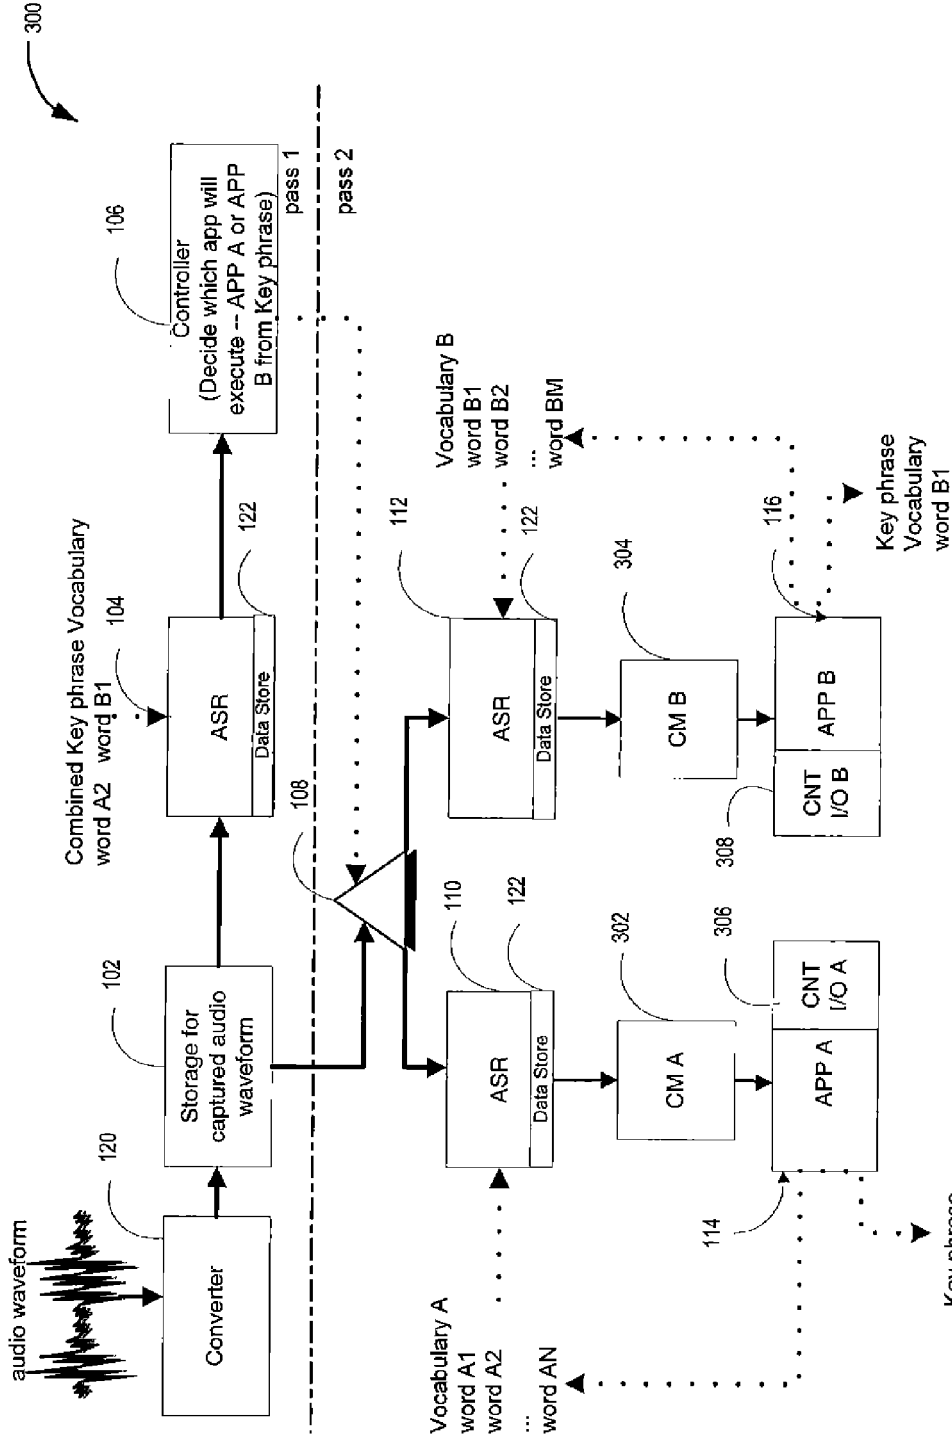 300
audio waveform
120
Converter
102
Storage for
captured audio
waveform
Combined Key phrase Vocabulary
word A2 word B1
104
ASR
Data Store
122
106
Controller
(Decide which app will
execute -- APP A or APP
B from Key phrase)
pass 1
pass 2
108
Vocabulary A
word A1
word A2
...
word AN
110
ASR
Data Store
122
302
CM A
306
APP A
CNT
I/O A
114
112
ASR
Data Store
122
Vocabulary B
word B1
word B2
...
word BM
304
CM B
308
CNT
I/O B
APP B
116
Key phrase
Vocabulary
word B1
Key phrase